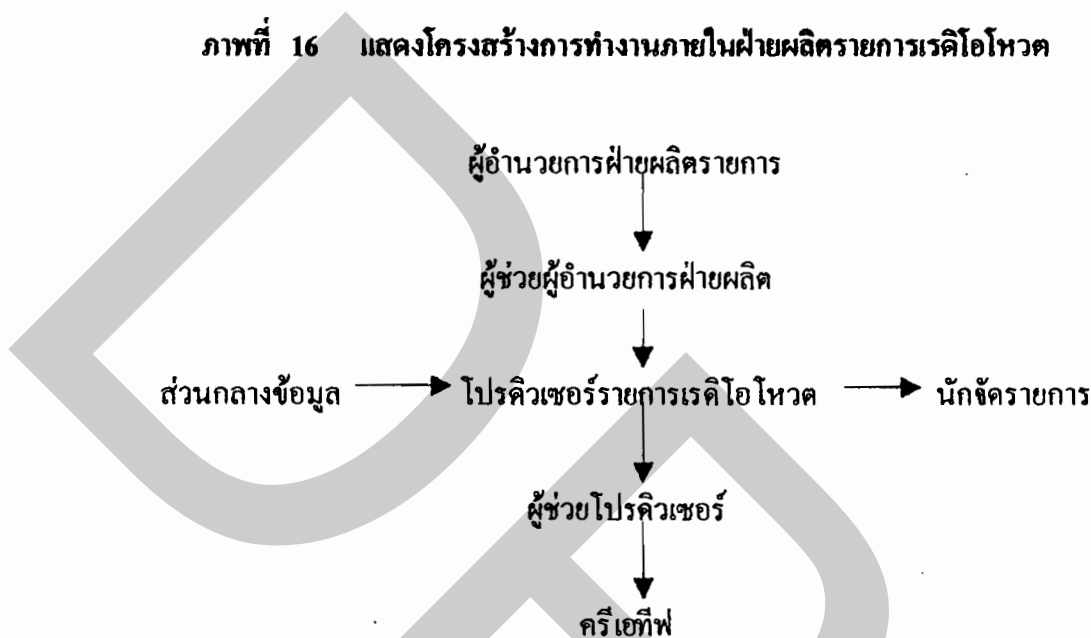 ภาพที่ 16 แสดงโครงสร้างการทำงานภายในฝ่ายผลิตรายการเรดิโอโหวต
ผู้อำนวยการฝ่ายผลิตรายการ
ผู้ช่วยผู้อำนวยการฝ่ายผลิต
ส่วนกลางข้อมูล โปรดิวเซอร์รายการเรดิโอโหวต นักจัดรายการ
ผู้ช่วยโปรดิวเซอร์
ครีเอทีฟ